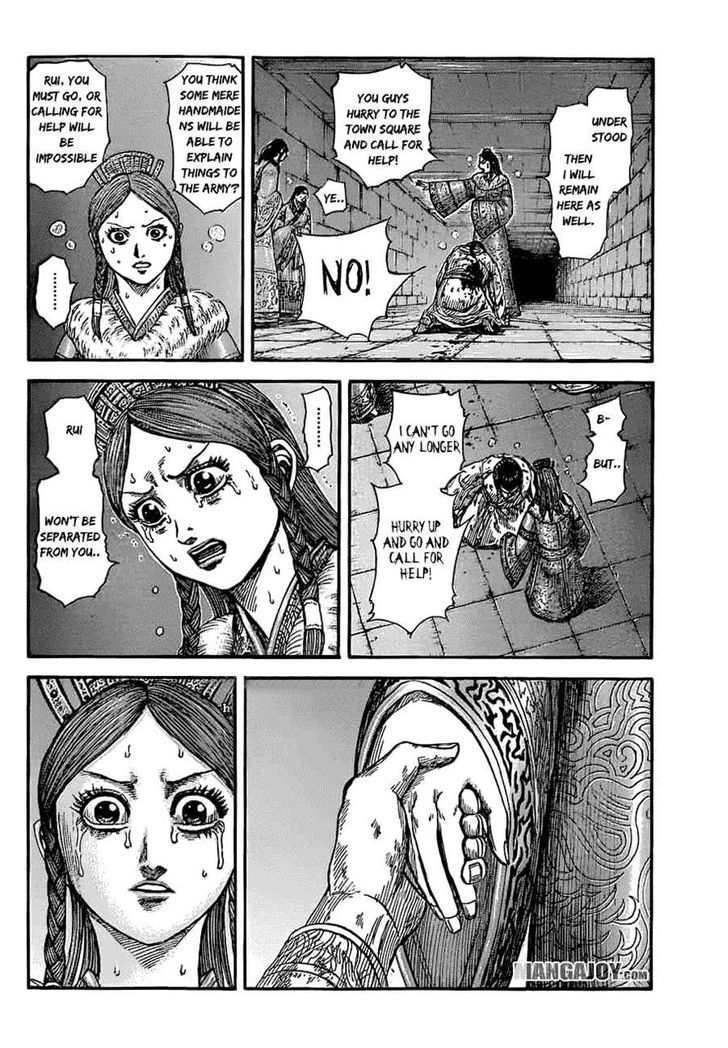 UNDER
STOOD
THEN
I WILL
REMAIN
HERE AS
WELL.
YOU GUYS
HURRY TO THE
TOWN SQUARE
AND CALL FOR
HELP!
YE..
NO!
YOU THINK
SOME MERE
HANDMAIDE
NS WILL BE
ABLE TO
EXPLAIN
THINGS TO
THE ARMY?
RUI, YOU
MUST GO, OR
CALLING FOR
HELP WILL
BE
IMPOSSIBLE
........
B-
BUT..
I CAN'T GO
ANY LONGER
HURRY UP
AND GO AND
CALL FOR
HELP!
........
RUI
WON'T BE
SEPARATED
FROM YOU..
MANGAJOY.COM